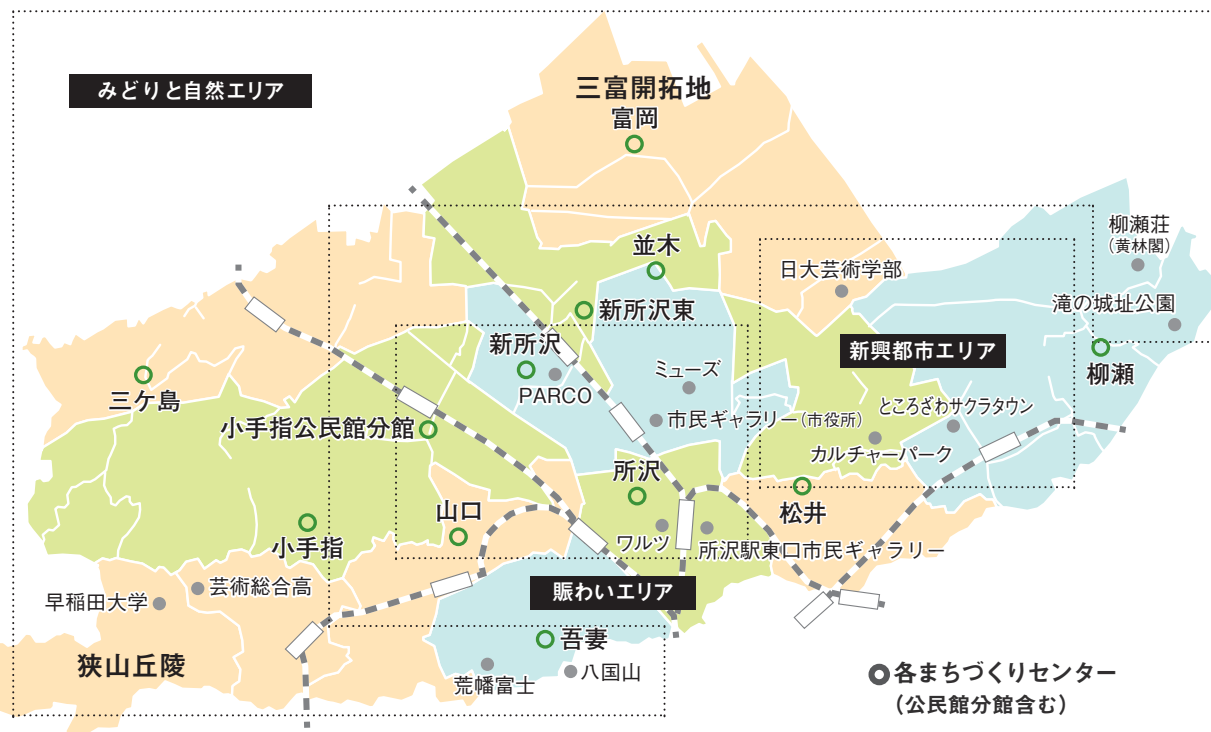 みどりと自然エリア
三富開拓地
富岡
並木
新所沢東
新所沢
PARCO
ミューズ
市民ギャラリー(市役所)
日大芸術学部
柳瀬荘
(黄林閣)
滝の城址公園
新興都市エリア
柳瀬
ところざわサクラタウン
カルチャーパーク
三ケ島
小手指公民館分館
所沢
山口
松井
小手指
ワルツ
所沢駅東口市民ギャラリー
芸術総合高
早稲田大学
賑わいエリア
吾妻
狭山丘陵
荒幡富士
八国山
各まちづくりセンター
(公民館分館含む)